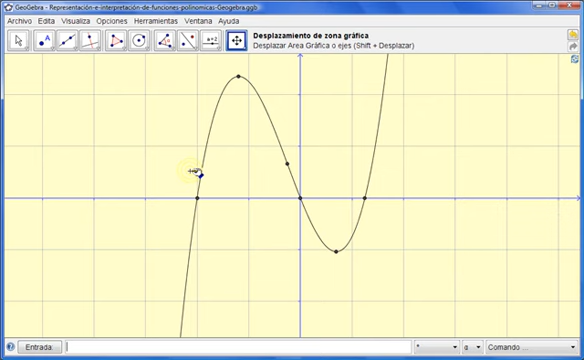 GeoGebra - Representación-e-interpretación-de-funciones-polinomicas-Geogebra.ggb
Archivo Edita Visualiza Opciones Herramientas Ventana Ayuda
Desplazamiento de zona gráfica
Desplazar Area Gráfica o ejes (Shift + Desplazar)
Entrada:
α
Comando ...